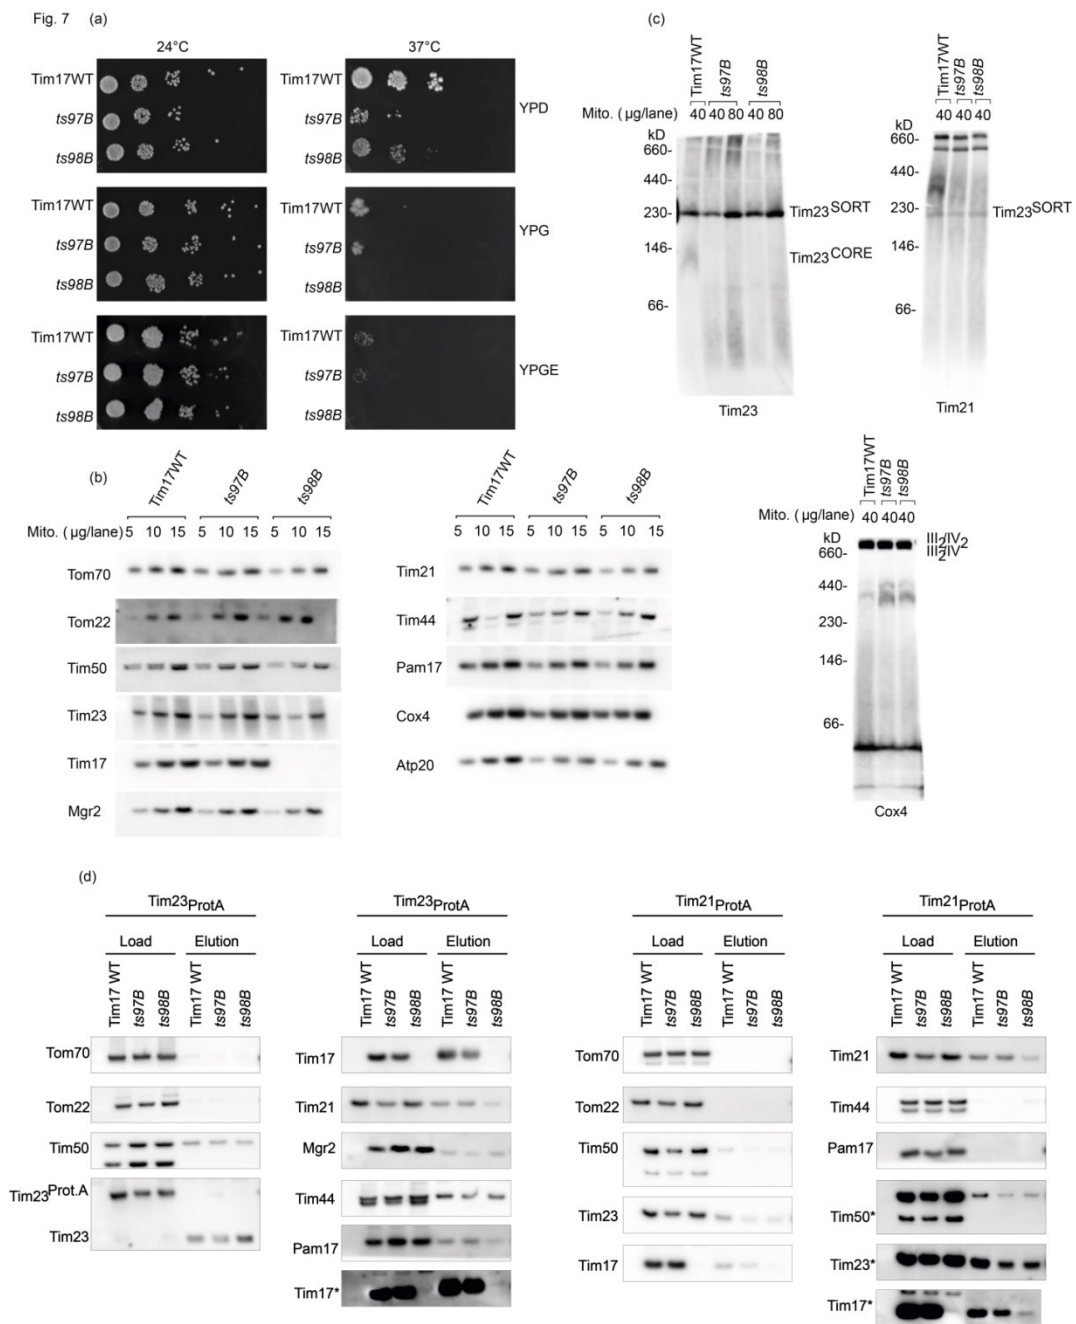 Fig. 7 (a)
24°C 37°C
Tim17WT Tim17WT
ts97B ts97B YPD
ts98B ts98B
Tim17WT Tim17WT
ts97B ts97B YPG
ts98B ts98B
Tim17WT Tim17WT
ts97B ts97B YPGE
ts98B ts98B
(b)
Tim17WT ts97B ts98B
Mito. (µg/lane) 5 10 15 5 10 15 5 10 15
Tom70
Tom22
Tim50
Tim23
Tim17
Mgr2
Tim17WT ts97B ts98B
5 10 15 5 10 15 5 10 15
Tim21
Tim44
Pam17
Cox4
Atp20
(c)
Tim17WT ts97B ts98B
Mito. (µg/lane) 40 40 80 40 80
kD
660-
440-
230- Tim23SORT
146- Tim23CORE
66-
Tim23
Tim17WT ts97B ts98B
40 40 40
kD
660-
440-
230- Tim23SORT
146-
66-
Tim21
Tim17WT ts97B ts98B
Mito. (µg/lane) 40 40 40
kD III2IV2
660- III2IV
440-
230-
146-
66-
Cox4
(d)
Tim23ProtA
Load Elution
Tim17 WT ts97B ts98B Tim17 WT ts97B ts98B
Tom70
Tom22
Tim50
Tim23Prot.A
Tim23
Tim23ProtA
Load Elution
Tim17 WT ts97B ts98B Tim17 WT ts97B ts98B
Tim17
Tim21
Mgr2
Tim44
Pam17
Tim17*
Tim21ProtA
Load Elution
Tim17 WT ts97B ts98B Tim17 WT ts97B ts98B
Tom70
Tom22
Tim50
Tim23
Tim17
Tim21ProtA
Load Elution
Tim17 WT ts97B ts98B Tim17 WT ts97B ts98B
Tim21
Tim44
Pam17
Tim50*
Tim23*
Tim17*